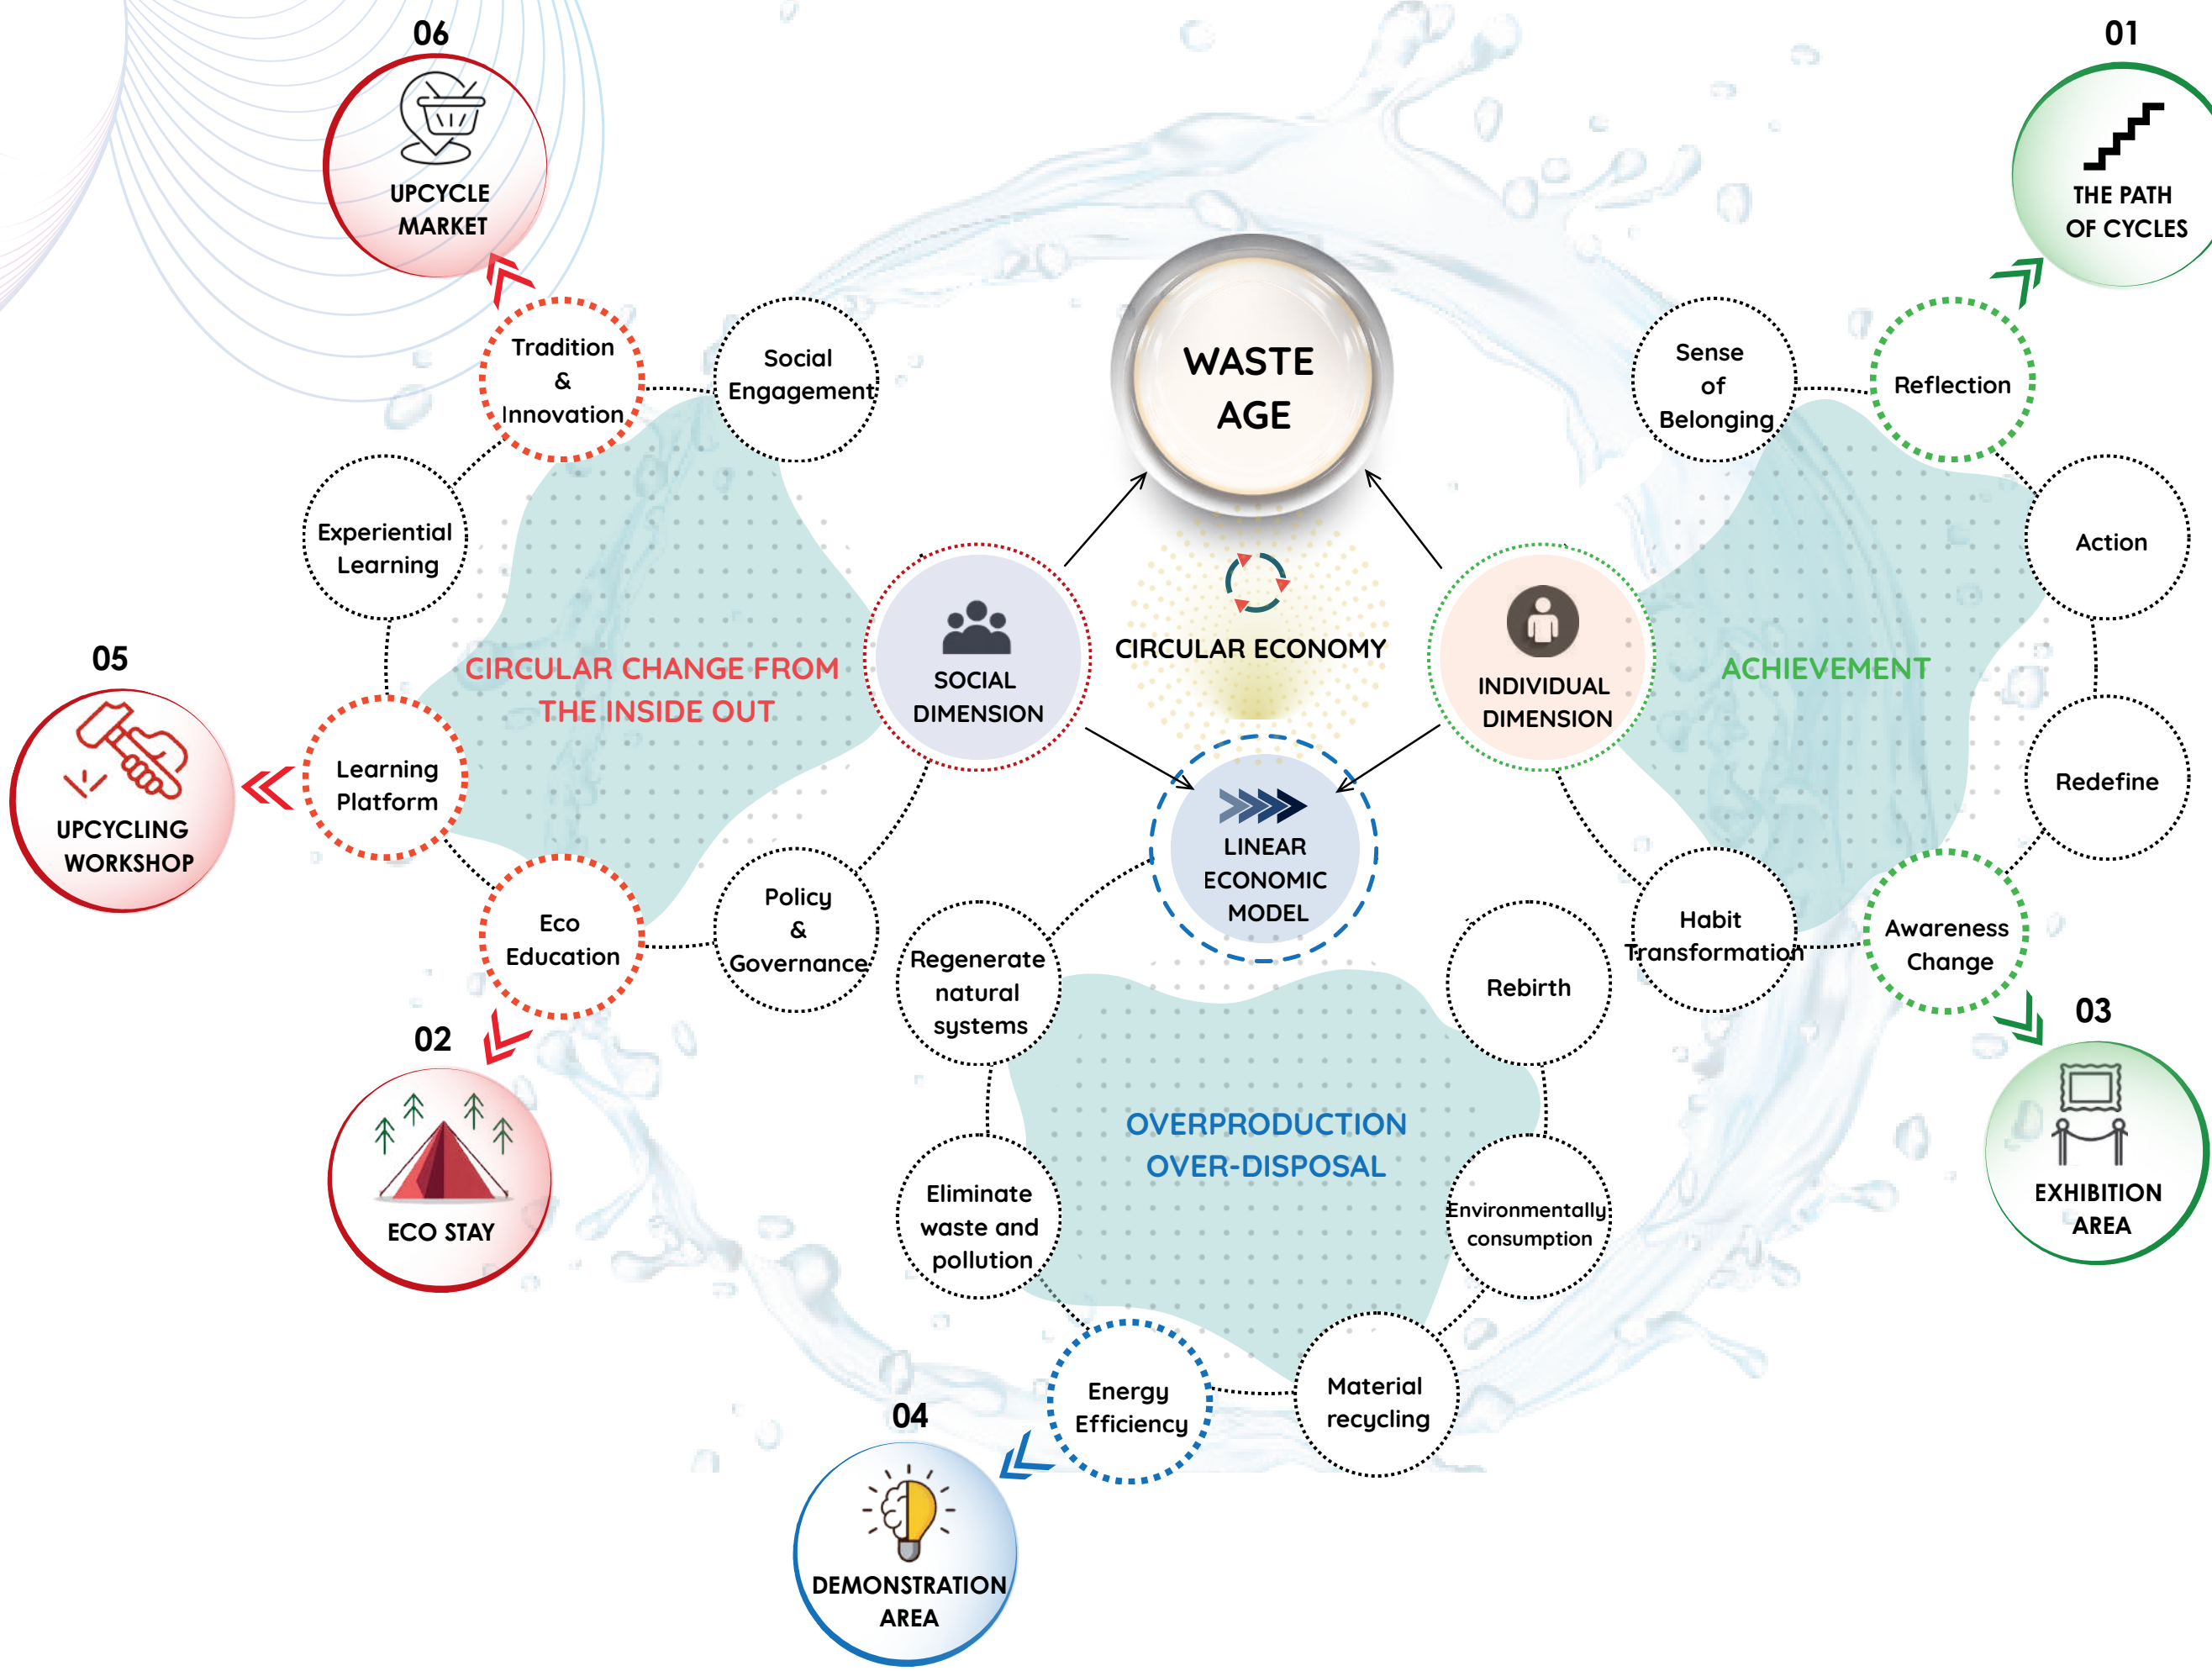 06
UPCYCLE
MARKET
01
THE PATH
OF CYCLES
Tradition
&
Innovation
Social
Engagement
WASTE
AGE
Sense
of
Belonging
Reflection
Experiential
Learning
Action
CIRCULAR CHANGE FROM
THE INSIDE OUT
SOCIAL
DIMENSION
CIRCULAR ECONOMY
INDIVIDUAL
DIMENSION
ACHIEVEMENT
05
UPCYCLING
WORKSHOP
Learning
Platform
LINEAR
ECONOMIC
MODEL
Redefine
Eco
Education
Policy
&
Governance
Regenerate
natural
systems
Rebirth
Habit
Transformation
Awareness
Change
02
ECO STAY
03
EXHIBITION
AREA
OVERPRODUCTION
OVER-DISPOSAL
Eliminate
waste and
pollution
Environmentally
consumption
Energy
Efficiency
Material
recycling
04
DEMONSTRATION
AREA